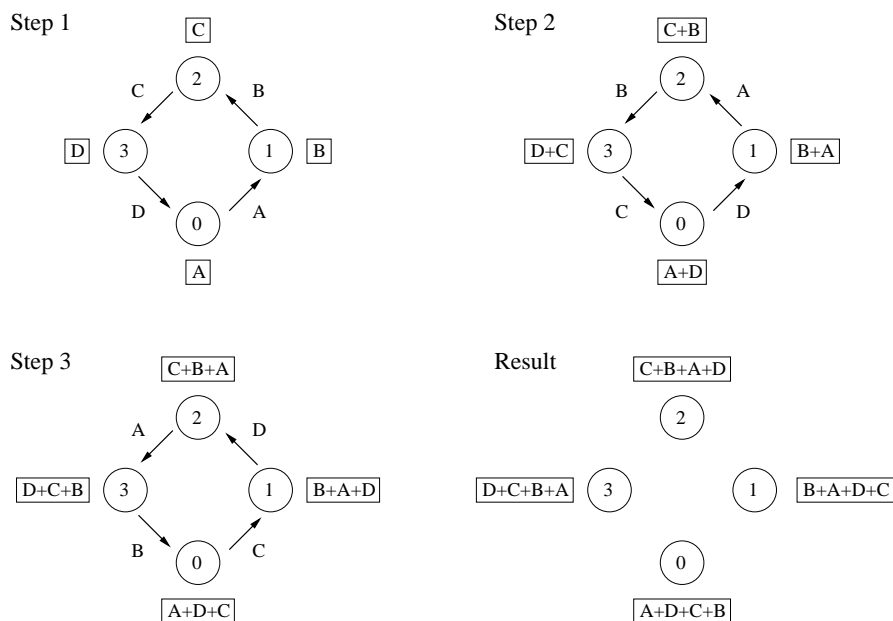 Step 1
C
2
C
B
D
3
1
B
D
A
0
A
Step 2
C+B
2
B
A
D+C
3
1
B+A
C
D
0
A+D
Step 3
C+B+A
2
A
D
D+C+B
3
1
B+A+D
B
C
0
A+D+C
Result
C+B+A+D
2
D+C+B+A
3
1
B+A+D+C
0
A+D+C+B